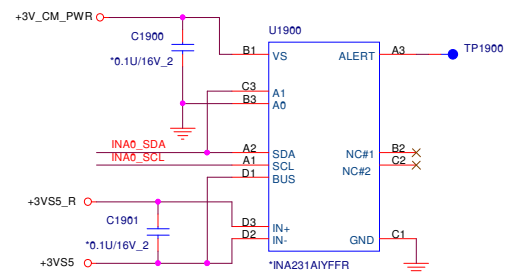 +3V_CM_PWR
U1900
C1900
*0.1U/16V_2
B1 VS ALERT A3 TP1900
C3 A1
B3 A0
INA0_SDA A2 SDA NC#1 B2
INA0_SCL A1 SCL NC#2 C2
D1 BUS
+3VS5_R
C1901
*0.1U/16V_2
D3 IN+
D2 IN- GND C1
+3VS5
*INA231AIYFFR